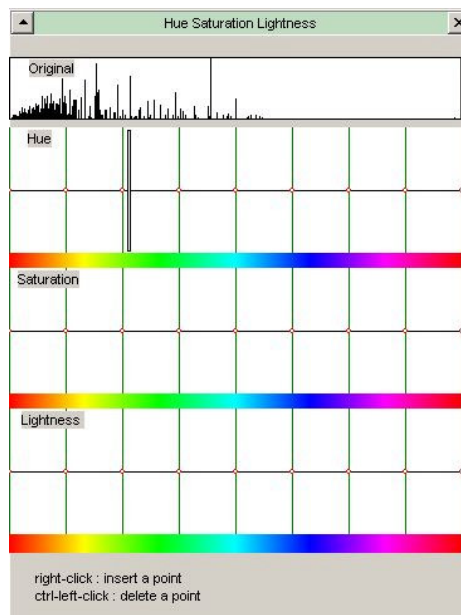 Hue Saturation Lightness
Original
Hue
Saturation
Lightness
right-click : insert a point
ctrl-left-click : delete a point